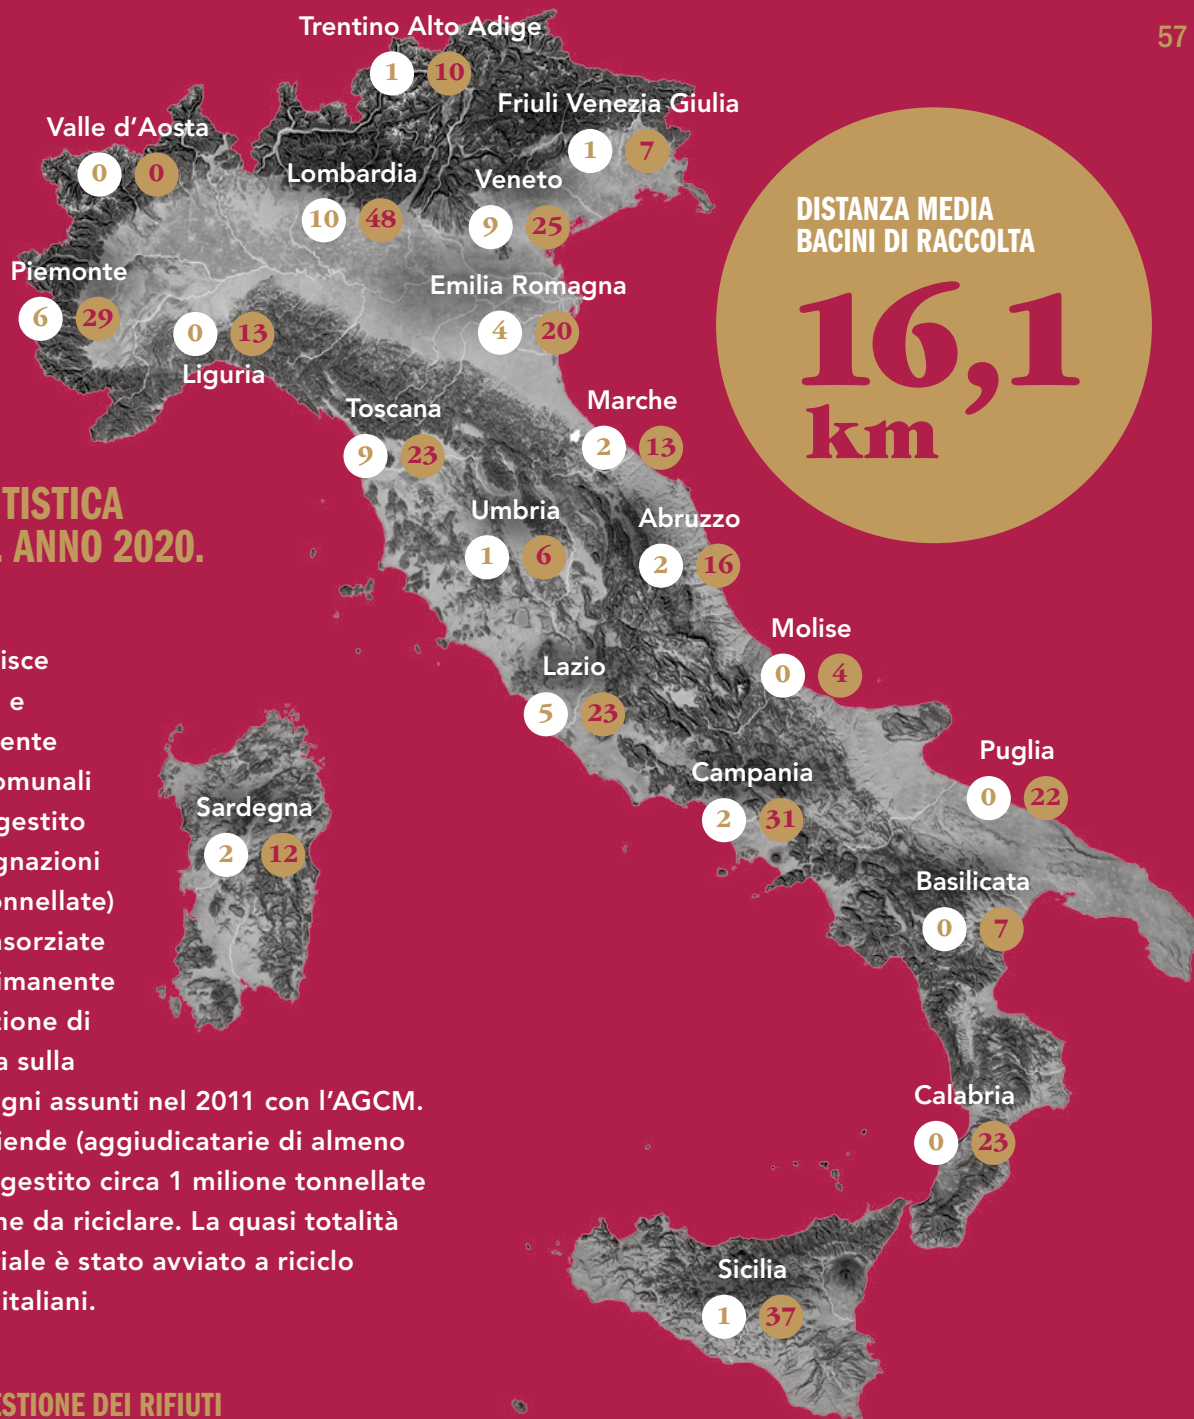 57
Trentino Alto Adige
1 10
Friuli Venezia Giulia
1 7
Valle d’Aosta
0 0
Lombardia
10 48
Veneto
9 25
DISTANZA MEDIA
BACINI DI RACCOLTA
16,1
km
Piemonte
6 29
0 13
Liguria
Emilia Romagna
4 20
Toscana
9 23
Marche
2 13
TISTICA
. ANNO 2020.
Umbria
1 6
Abruzzo
2 16
Molise
0 4
Lazio
5 23
Puglia
0 22
Campania
2 31
Sardegna
2 12
Basilicata
0 7
Calabria
0 23
Sicilia
1 37
isce
e
ente
omunali
gestito
gnazioni
onnellate)
nsorziate
imanente
zione di
a sulla
gni assunti nel 2011 con l’AGCM.
iende (aggiudicatarie di almeno
gestito circa 1 milione tonnellate
ne da riciclare. La quasi totalità
iale è stato avviato a riciclo
italiani.
ESTIONE DEI RIFIUTI